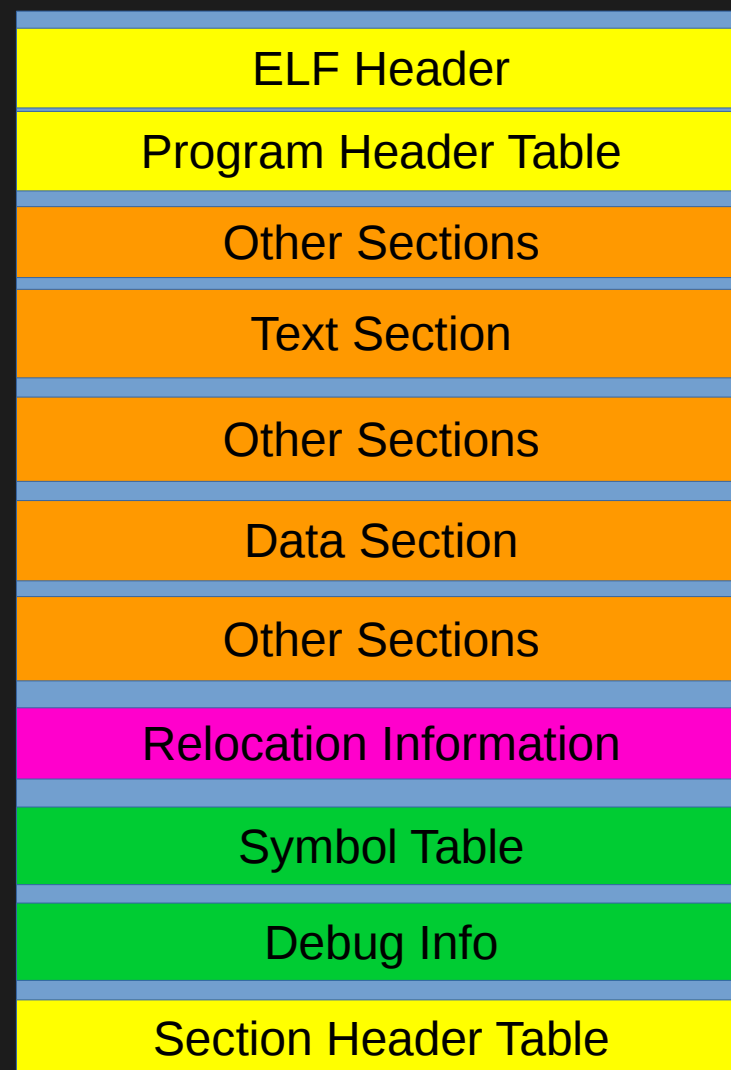 ELF Header
Program Header Table
Other Sections
Text Section
Other Sections
Data Section
Other Sections
Relocation Information
Symbol Table
Debug Info
Section Header Table